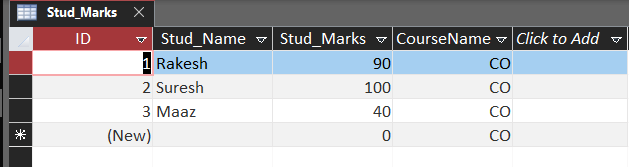 Stud_Marks
ID Stud_Name Stud_Marks CourseName Click to Add
1 Rakesh 90 CO
2 Suresh 100 CO
3 Maaz 40 CO
(New) 0 CO